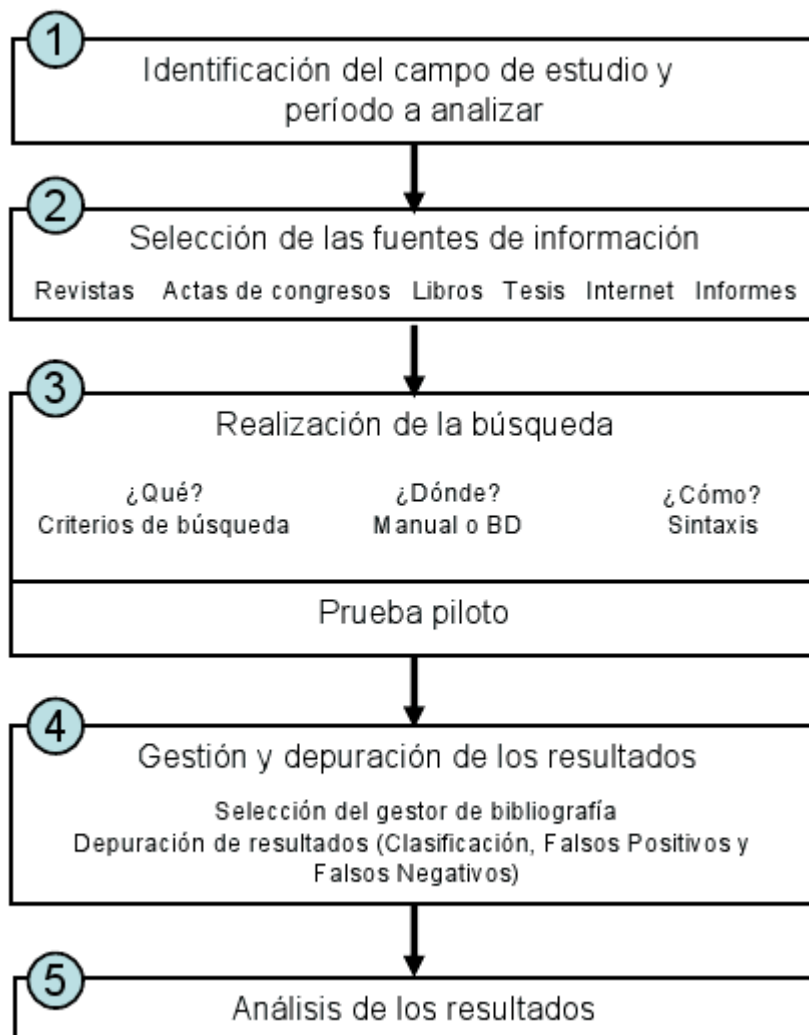 1
Identificación del campo de estudio y
período a analizar
2
Selección de las fuentes de información
Revistas Actas de congresos Libros Tesis Internet Informes
3
Realización de la búsqueda
¿Qué? ¿Dónde? ¿Cómo?
Criterios de búsqueda Manual o BD Sintaxis
Prueba piloto
4
Gestión y depuración de los resultados
Selección del gestor de bibliografía
Depuración de resultados (Clasificación, Falsos Positivos y
Falsos Negativos)
5
Análisis de los resultados